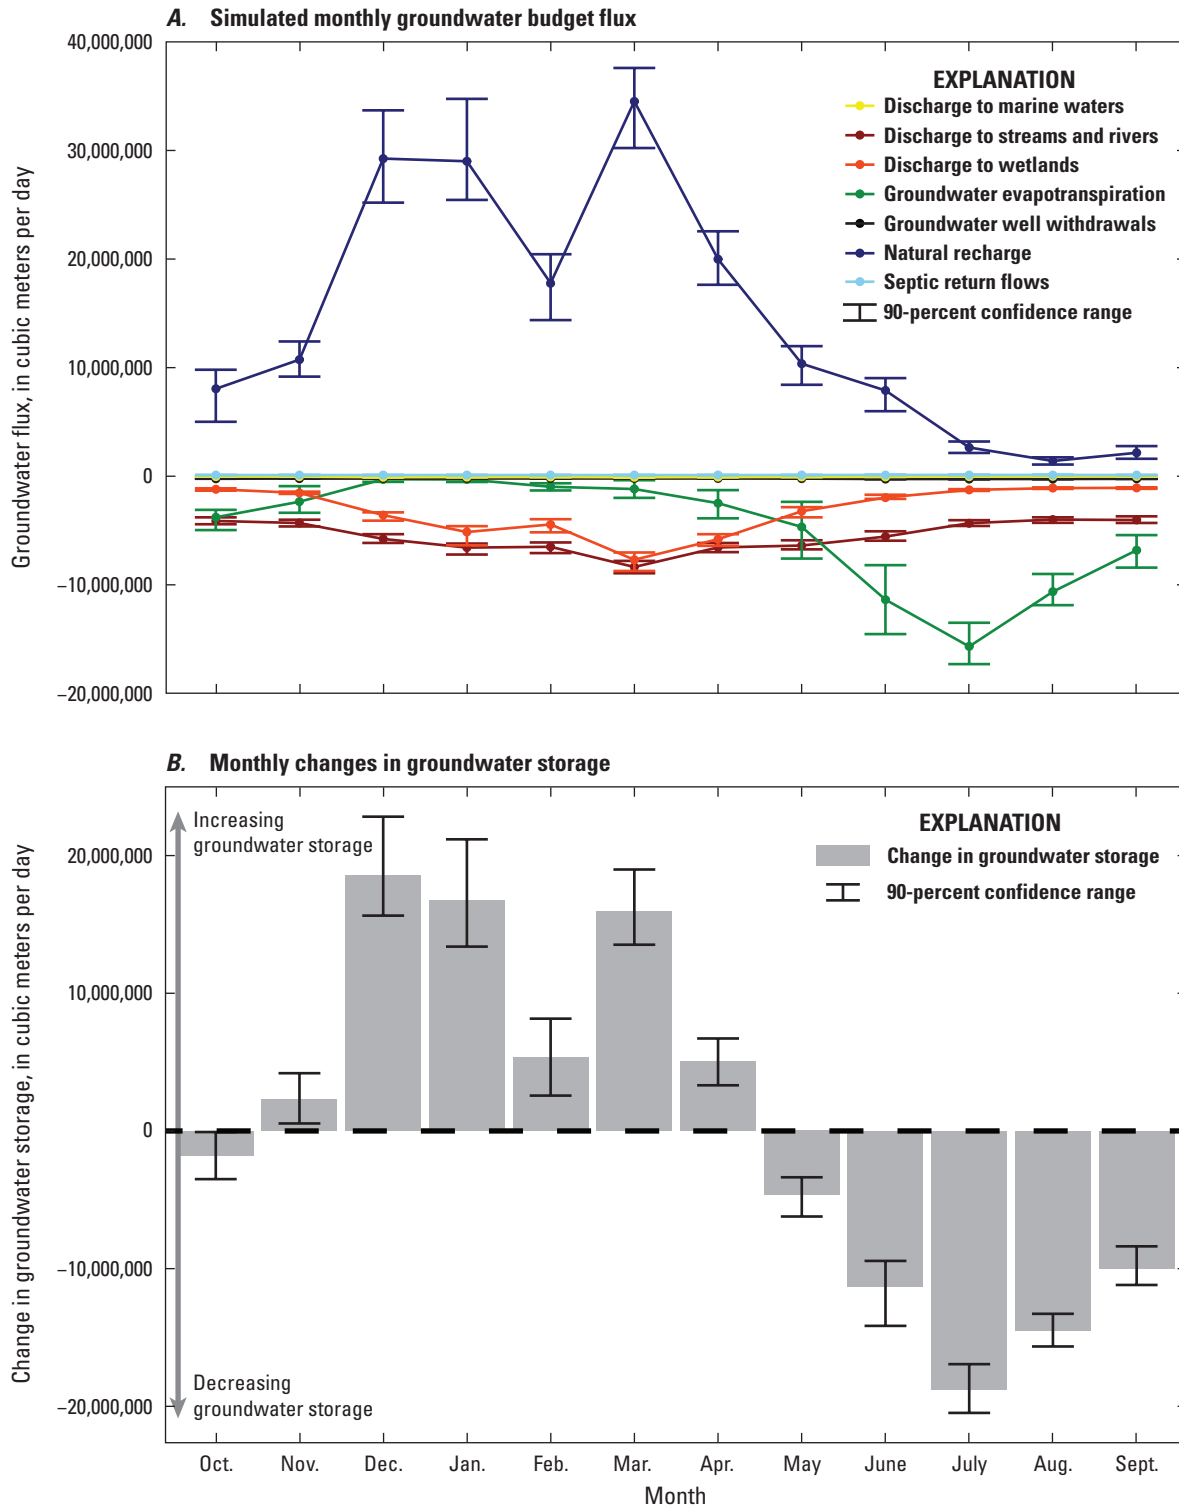 A. Simulated monthly groundwater budget flux
Groundwater flux, in cubic meters per day
40,000,000
30,000,000
20,000,000
10,000,000
0
−10,000,000
−20,000,000
EXPLANATION
Discharge to marine waters
Discharge to streams and rivers
Discharge to wetlands
Groundwater evapotranspiration
Groundwater well withdrawals
Natural recharge
Septic return flows
90-percent confidence range
B. Monthly changes in groundwater storage
Change in groundwater storage, in cubic meters per day
20,000,000
10,000,000
0
−10,000,000
−20,000,000
Increasing
groundwater storage
EXPLANATION
Change in groundwater storage
90-percent confidence range
Decreasing
groundwater storage
Oct. Nov. Dec. Jan. Feb. Mar. Apr. May June July Aug. Sept.
Month